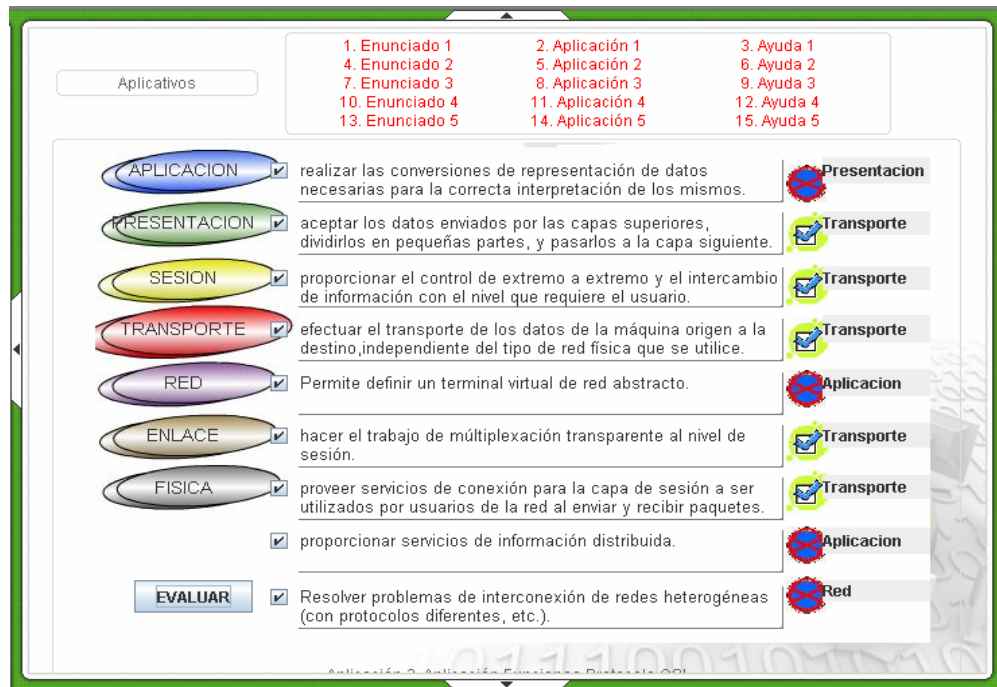 1. Enunciado 1 2. Aplicación 1 3. Ayuda 1
4. Enunciado 2 5. Aplicación 2 6. Ayuda 2
Aplicativos
7. Enunciado 3 8. Aplicación 3 9. Ayuda 3
10. Enunciado 4 11. Aplicación 4 12. Ayuda 4
13. Enunciado 5 14. Aplicación 5 15. Ayuda 5
APLICACION
realizar las conversiones de representación de datos
necesarias para la correcta interpretación de los mismos.
Presentacion
PRESENTACION
aceptar los datos enviados por las capas superiores,
dividirlos en pequeñas partes, y pasarlos a la capa siguiente.
Transporte
SESION
proporcionar el control de extremo a extremo y el intercambio
de información con el nivel que requiere el usuario.
Transporte
TRANSPORTE
efectuar el transporte de los datos de la máquina origen a la
destino,independiente del tipo de red física que se utilice.
Transporte
RED
Permite definir un terminal virtual de red abstracto.
Aplicacion
ENLACE
hacer el trabajo de múltiplexación transparente al nivel de
sesión.
Transporte
FISICA
proveer servicios de conexión para la capa de sesión a ser
utilizados por usuarios de la red al enviar y recibir paquetes.
Transporte
proporcionar servicios de información distribuida.
Aplicacion
EVALUAR
Resolver problemas de interconexión de redes heterogéneas
(con protocolos diferentes, etc.).
Red